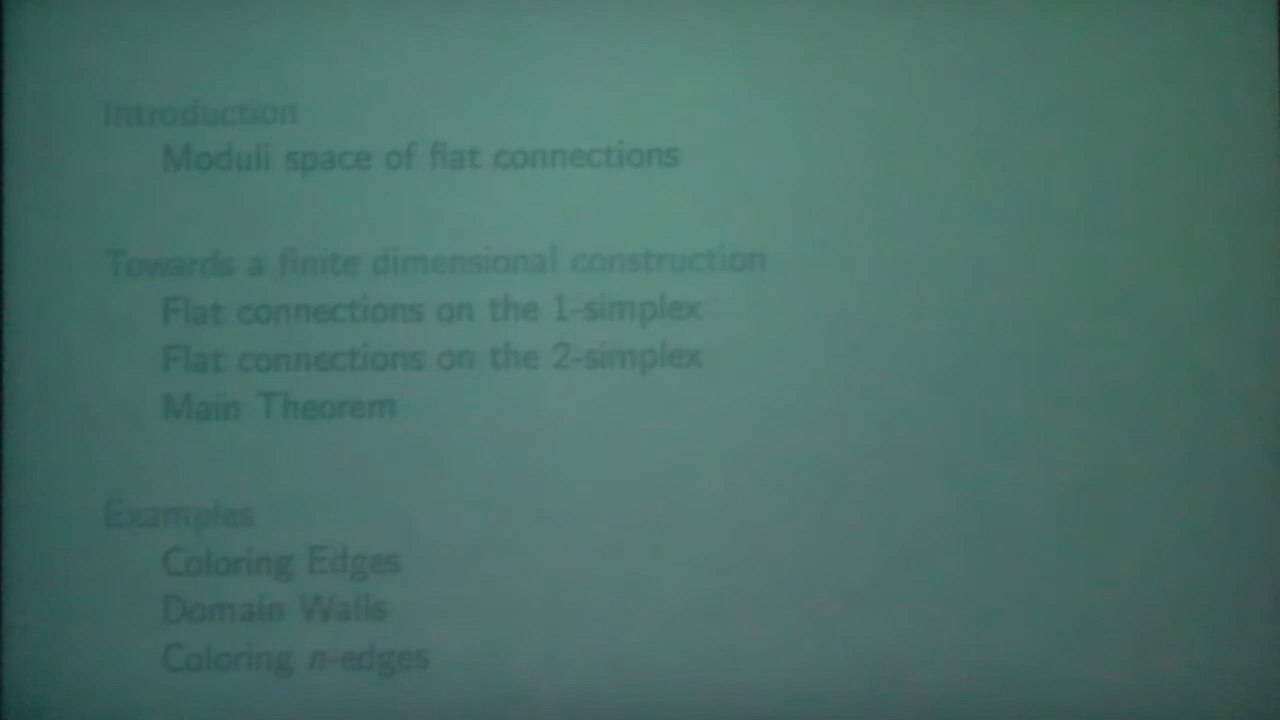 Introduction
Moduli space of flat connections
Towards a finite dimensional construction
Flat connections on the 1-simplex
Flat connections on the 2-simplex
Main Theorem
Examples
Coloring Edges
Domain Walls
Coloring n-edges